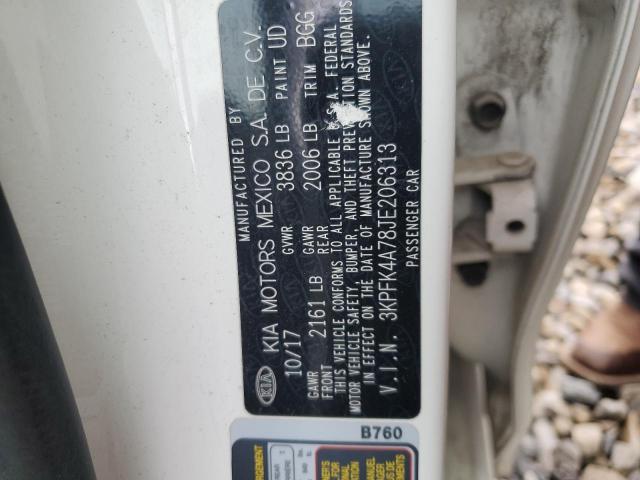 MANUFACTURED BY
KIA KIA MOTORS MEXICO S.A. DE C.V.
10/17 GVWR 3836 LB PAINT UD
GAWR FRONT 2161 LB GAWR REAR 2006 LB TRIM BGG
THIS VEHICLE CONFORMS TO ALL APPLICABLE U.S.A. FEDERAL
MOTOR VEHICLE SAFETY, BUMPER, AND THEFT PREVENTION STANDARDS
IN EFFECT ON THE DATE OF MANUFACTURE SHOWN ABOVE.
V.I.N. 3KPFK4A78JE206313
PASSENGER CAR
B760